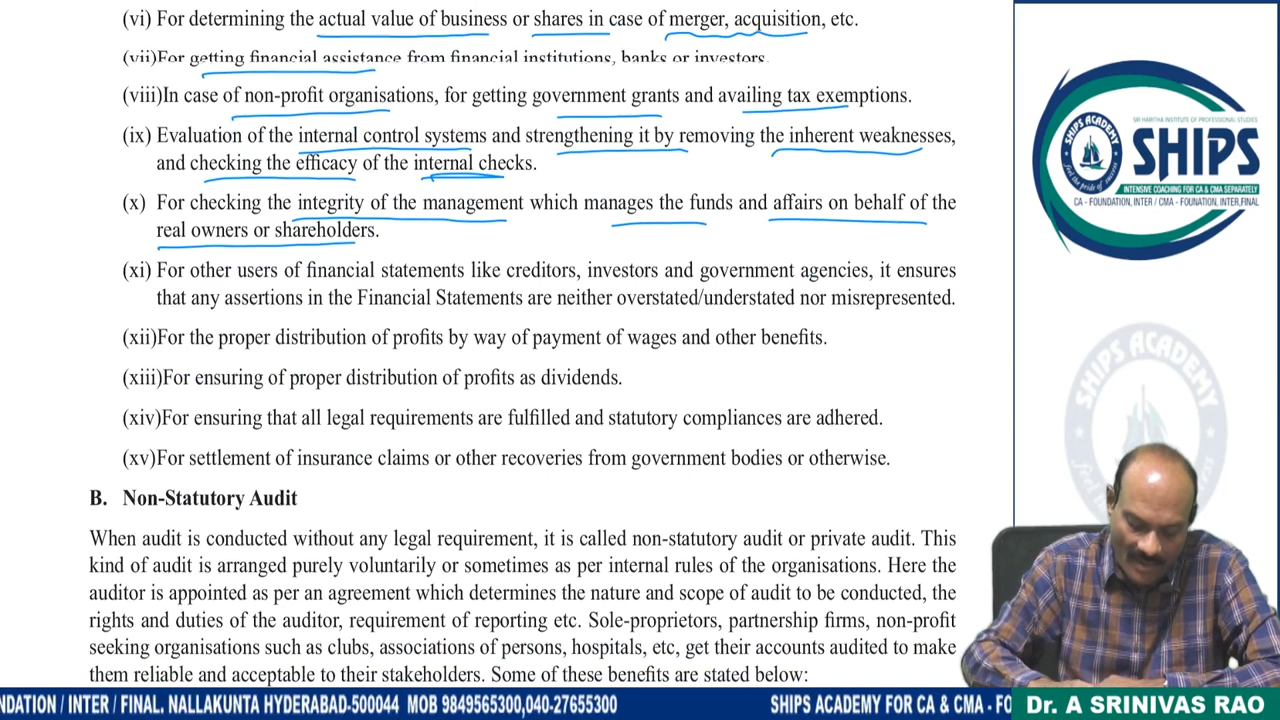 (vi) For determining the actual value of business or shares in case of merger, acquisition, etc.
(vii)For getting financial assistance from financial institutions, banks or investors.
(viii)In case of non-profit organisations, for getting government grants and availing tax exemptions.
(ix) Evaluation of the internal control systems and strengthening it by removing the inherent weaknesses,
and checking the efficacy of the internal checks.
(x) For checking the integrity of the management which manages the funds and affairs on behalf of the
real owners or shareholders.
(xi) For other users of financial statements like creditors, investors and government agencies, it ensures
that any assertions in the Financial Statements are neither overstated/understated nor misrepresented.
(xii)For the proper distribution of profits by way of payment of wages and other benefits.
(xiii)For ensuring of proper distribution of profits as dividends.
(xiv)For ensuring that all legal requirements are fulfilled and statutory compliances are adhered.
(xv)For settlement of insurance claims or other recoveries from government bodies or otherwise.
B. Non-Statutory Audit
When audit is conducted without any legal requirement, it is called non-statutory audit or private audit. This
kind of audit is arranged purely voluntarily or sometimes as per internal rules of the organisations. Here the
auditor is appointed as per an agreement which determines the nature and scope of audit to be conducted, the
rights and duties of the auditor, requirement of reporting etc. Sole-proprietors, partnership firms, non-profit
seeking organisations such as clubs, associations of persons, hospitals, etc, get their accounts audited to make
them reliable and acceptable to their stakeholders. Some of these benefits are stated below:
SRI HARITHA INSTITUTE OF PROFESSIONAL STUDIES
SHIPS ACADEMY
feel the pride of success
SHIPS
INTENSIVE COACHING FOR CA & CMA SEPARATELY
CA - FOUNDATION, INTER / CMA - FOUNATION, INTER,FINAL
SHIPS ACADEMY
NDATION / INTER / FINAL. NALLAKUNTA HYDERABAD-500044 MOB 9849565300,040-27655300
SHIPS ACADEMY FOR CA & CMA - FO
Dr. A SRINIVAS RAO